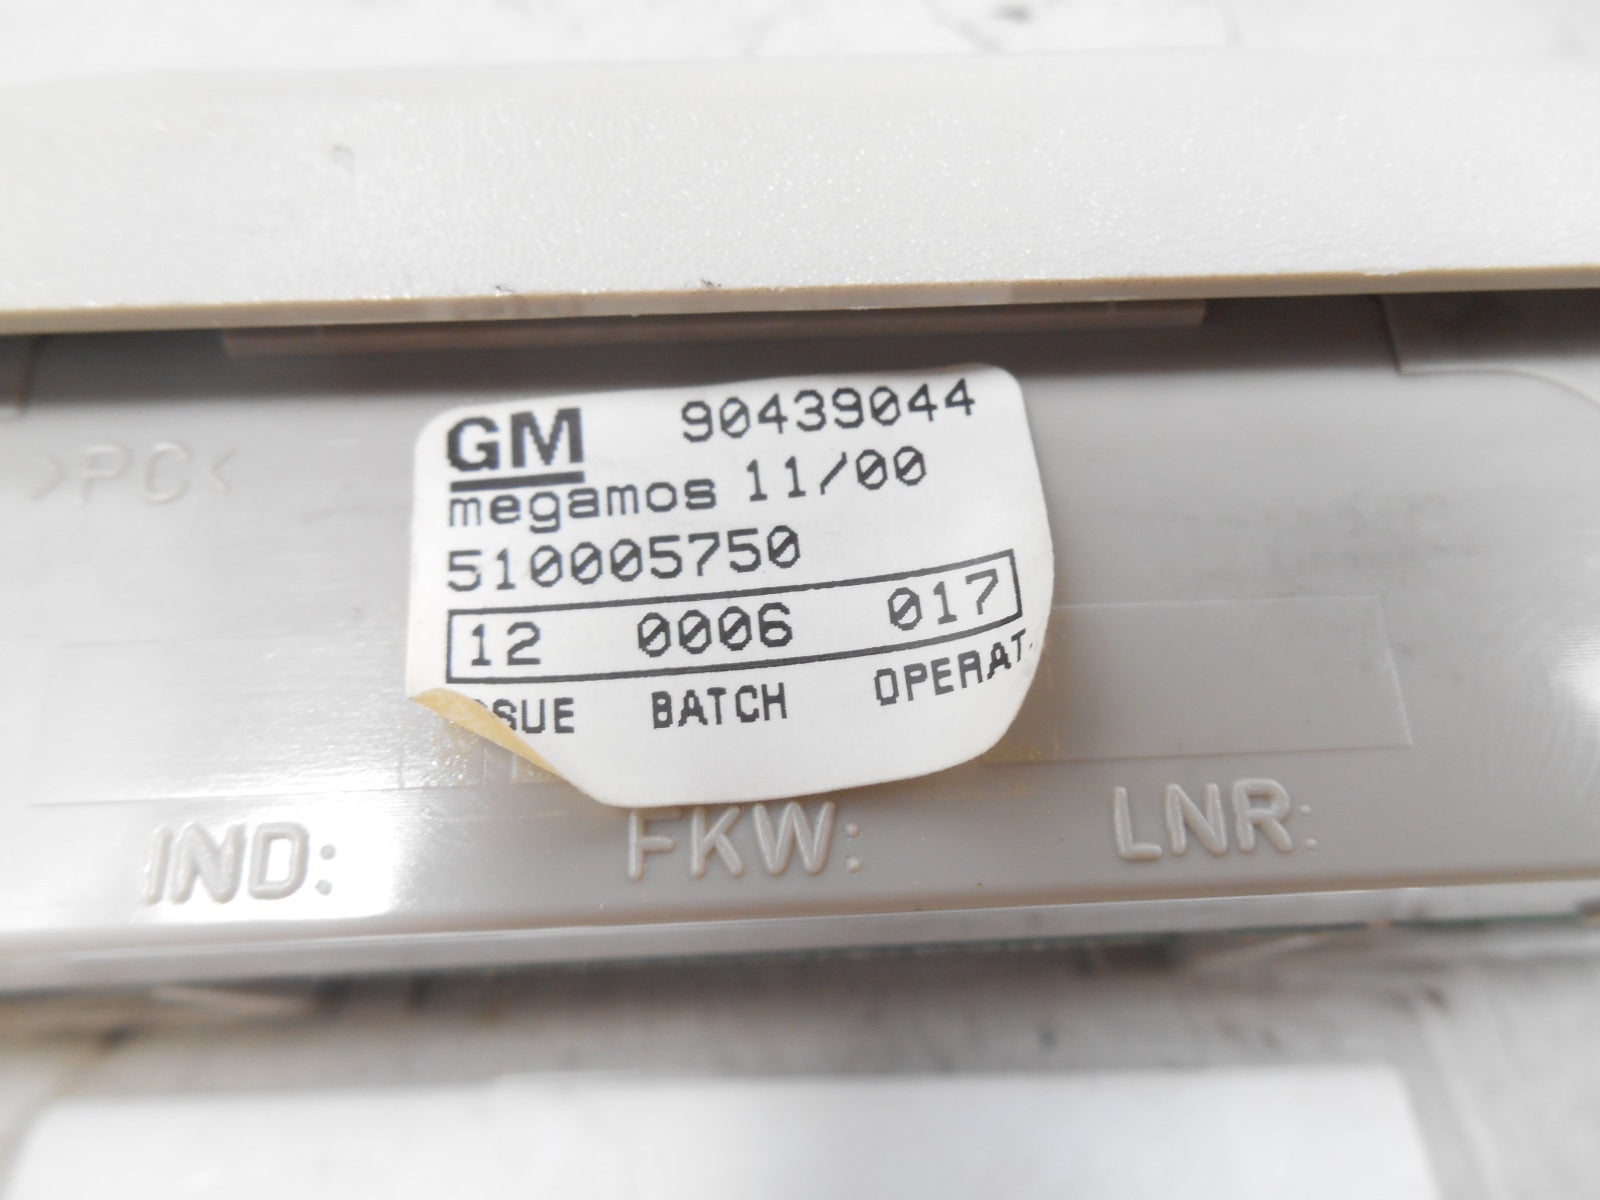 GM 90439044
megamos 11/00
510005750
12 0006 017
BATCH OPERAT.
>PC<
IND: FKW: LNR: